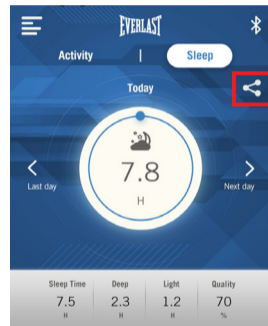 EVERLAST
Activity | Sleep
Today
7.8
H
Last day Next day
Sleep Time Deep Light Quality
7.5 2.3 1.2 70
H H H %